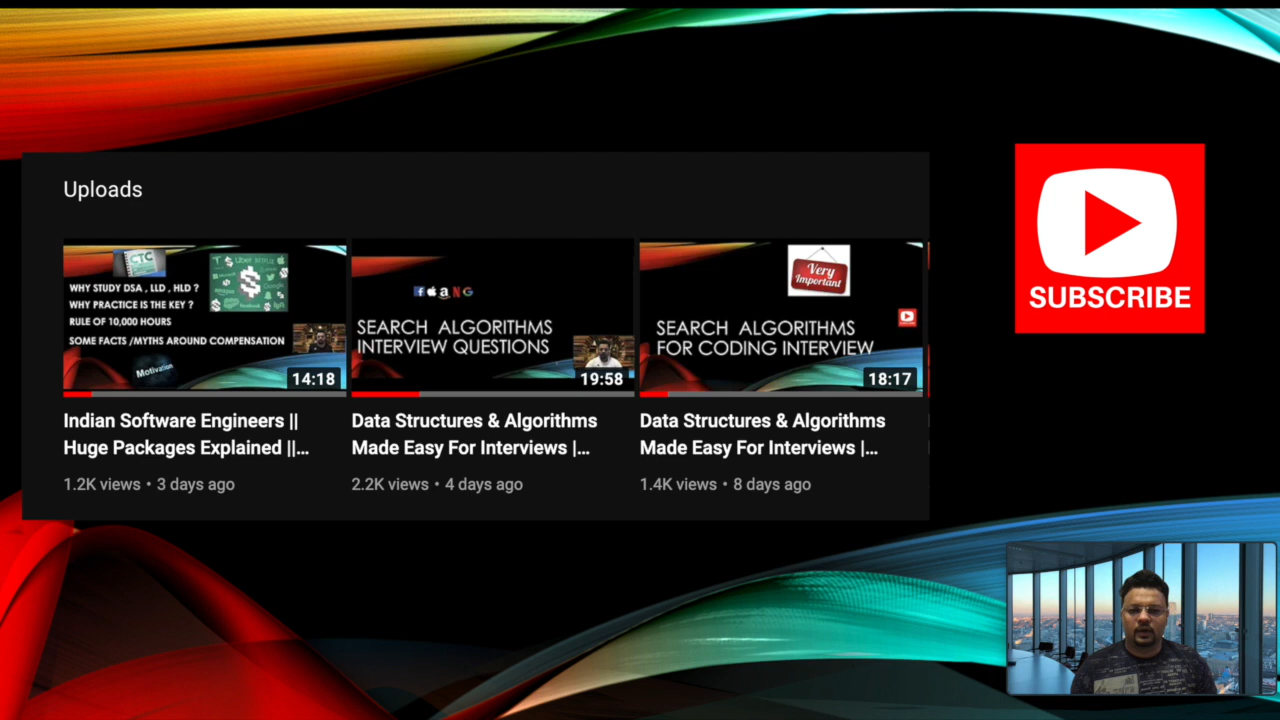 Uploads
SUBSCRIBE
CTC
Uber NETFLIX
WHY STUDY DSA , LLD , HLD ?
WHY PRACTICE IS THE KEY ?
RULE OF 10,000 HOURS
SOME FACTS /MYTHS AROUND COMPENSATION
Motivation
14:18
SEARCH ALGORITHMS
INTERVIEW QUESTIONS
19:58
Very
Important
SEARCH ALGORITHMS
FOR CODING INTERVIEW
18:17
Indian Software Engineers ||
Huge Packages Explained ||...
1.2K views • 3 days ago
Data Structures & Algorithms
Made Easy For Interviews |...
2.2K views • 4 days ago
Data Structures & Algorithms
Made Easy For Interviews |...
1.4K views • 8 days ago